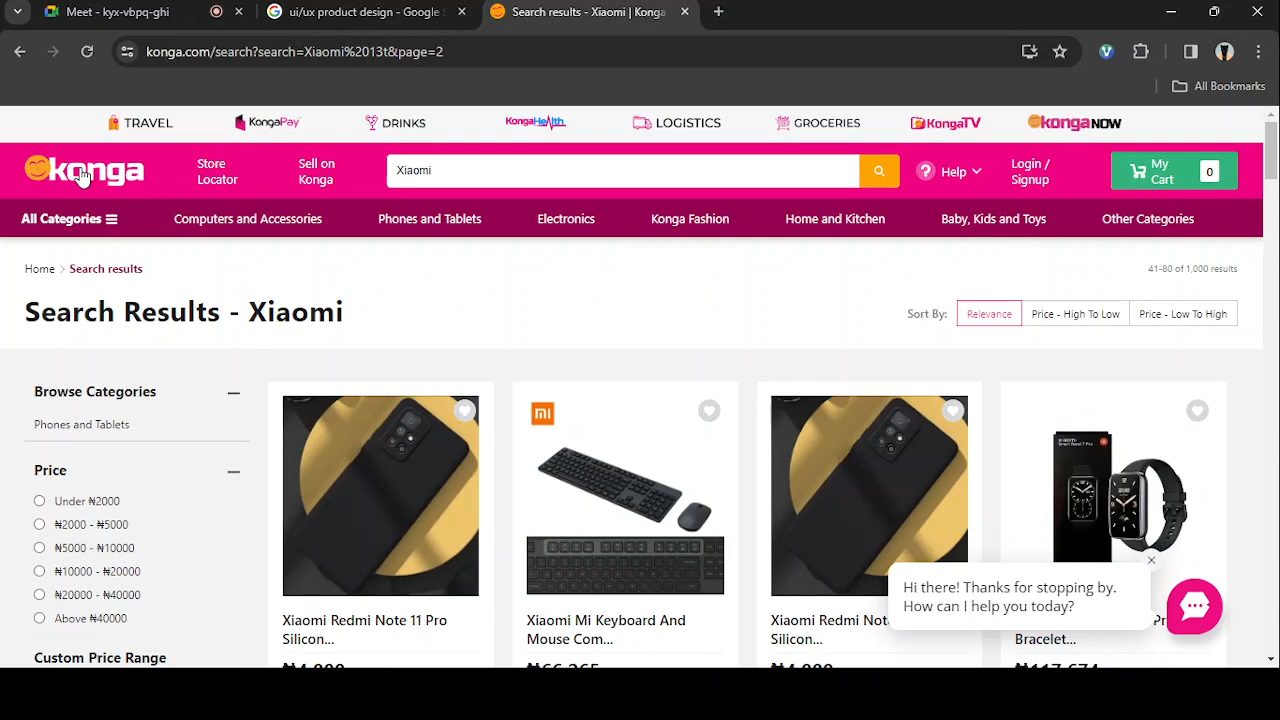 Meet - kyx-vbpq-ghi
ui/ux product design - Google S
Search results - Xiaomi | Konga
konga.com/search?search=Xiaomi%2013t&page=2
All Bookmarks
TRAVEL
KongaPay
DRINKS
KONGAHealth
LOGISTICS
GROCERIES
KongaTV
konganow
konga
Store
Locator
Sell on
Konga
Xiaomi
Help
Login /
Signup
My
Cart
0
All Categories
Computers and Accessories
Phones and Tablets
Electronics
Konga Fashion
Home and Kitchen
Baby, Kids and Toys
Other Categories
Home > Search results
41-80 of 1,000 results
Search Results - Xiaomi
Sort By:
Relevance
Price - High To Low
Price - Low To High
Browse Categories
Phones and Tablets
Price
Under ₦2000
₦2000 - ₦5000
₦5000 - ₦10000
₦10000 - ₦20000
₦20000 - ₦40000
Above ₦40000
Custom Price Range
Xiaomi Redmi Note 11 Pro
Silicon...
mi
Xiaomi Mi Keyboard And
Mouse Com...
Xiaomi Redmi Not
Silicon...
Bracelet...
Hi there! Thanks for stopping by.
How can I help you today?